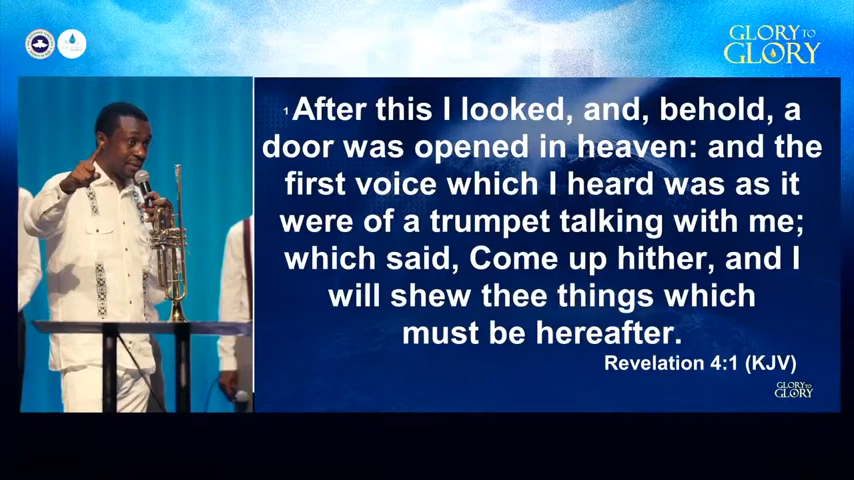 GLORY TO
GLORY
1 After this I looked, and, behold, a
door was opened in heaven: and the
first voice which I heard was as it
were of a trumpet talking with me;
which said, Come up hither, and I
will shew thee things which
must be hereafter.
Revelation 4:1 (KJV)
GLORY TO
GLORY